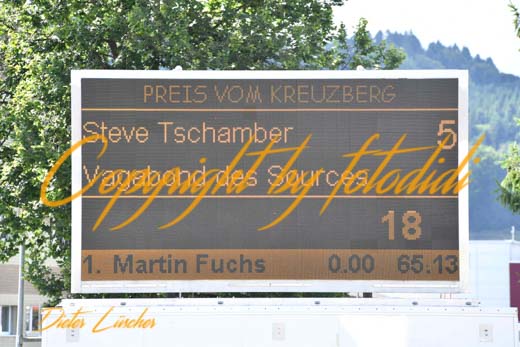 PREIS VOM KREUZBERG
Steve Tschamber 5
Vagabond des Sources
Copyright by fotodidi
18
1. Martin Fuchs 0.00 65.13
Dieter Lüscher